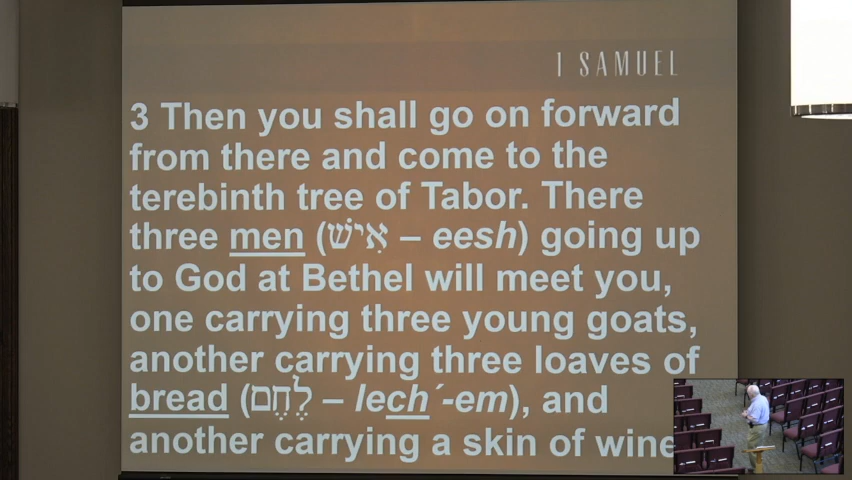 1 SAMUEL
3 Then you shall go on forward
from there and come to the
terebinth tree of Tabor. There
three men (אִישׁ – eesh) going up
to God at Bethel will meet you,
one carrying three young goats,
another carrying three loaves of
bread (לֶחֶם – lech´-em), and
another carrying a skin of wine